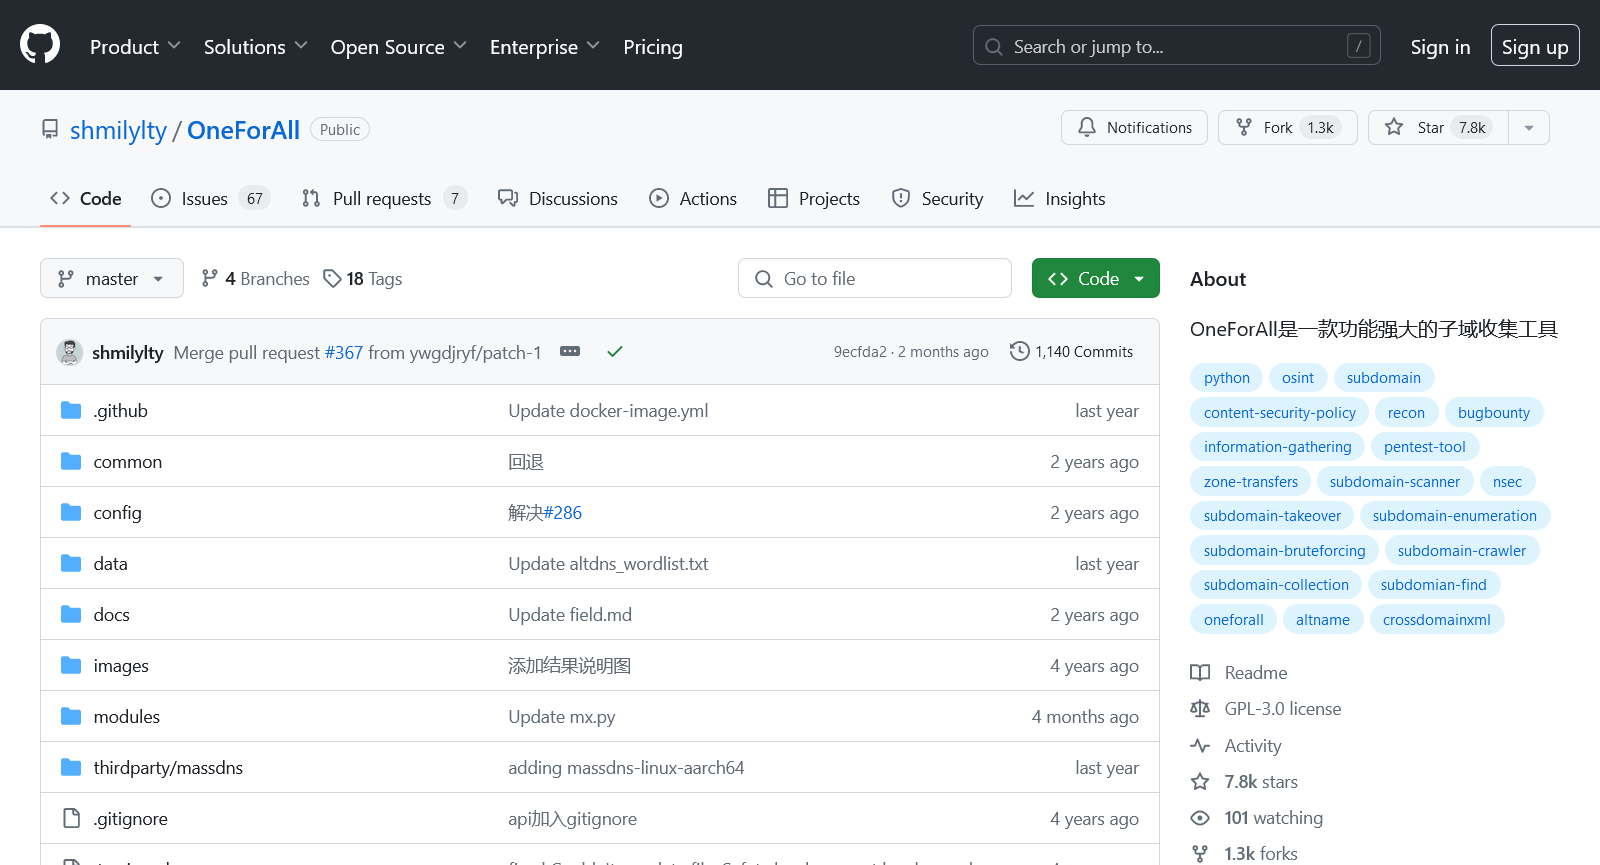 Product Solutions Open Source Enterprise Pricing Search or jump to... / Sign in Sign up
shmilylty / OneForAll Public Notifications Fork 1.3k Star 7.8k
Code Issues 67 Pull requests 7 Discussions Actions Projects Security Insights
master 4 Branches 18 Tags Go to file Code
shmilylty Merge pull request #367 from ywgdjryf/patch-1 9ecfda2 · 2 months ago 1,140 Commits
.github Update docker-image.yml last year
common 回退 2 years ago
config 解决#286 2 years ago
data Update altdns_wordlist.txt last year
docs Update field.md 2 years ago
images 添加结果说明图 4 years ago
modules Update mx.py 4 months ago
thirdparty/massdns adding massdns-linux-aarch64 last year
.gitignore api加入gitignore 4 years ago
About
OneForAll是一款功能强大的子域收集工具
python osint subdomain
content-security-policy recon bugbounty
information-gathering pentest-tool
zone-transfers subdomain-scanner nsec
subdomain-takeover subdomain-enumeration
subdomain-bruteforcing subdomain-crawler
subdomain-collection subdomian-find
oneforall altname crossdomainxml
Readme
GPL-3.0 license
Activity
7.8k stars
101 watching
1.3k forks